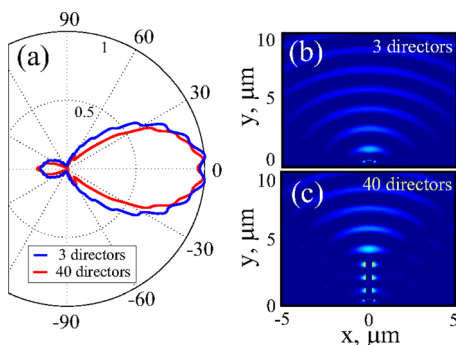 (a)
90
60
30
0
-30
-60
-90
1
0.5
3 directors
40 directors
(b)
3 directors
y, μm
10
5
0
(c)
40 directors
y, μm
10
5
0
-5 0 5
x, μm